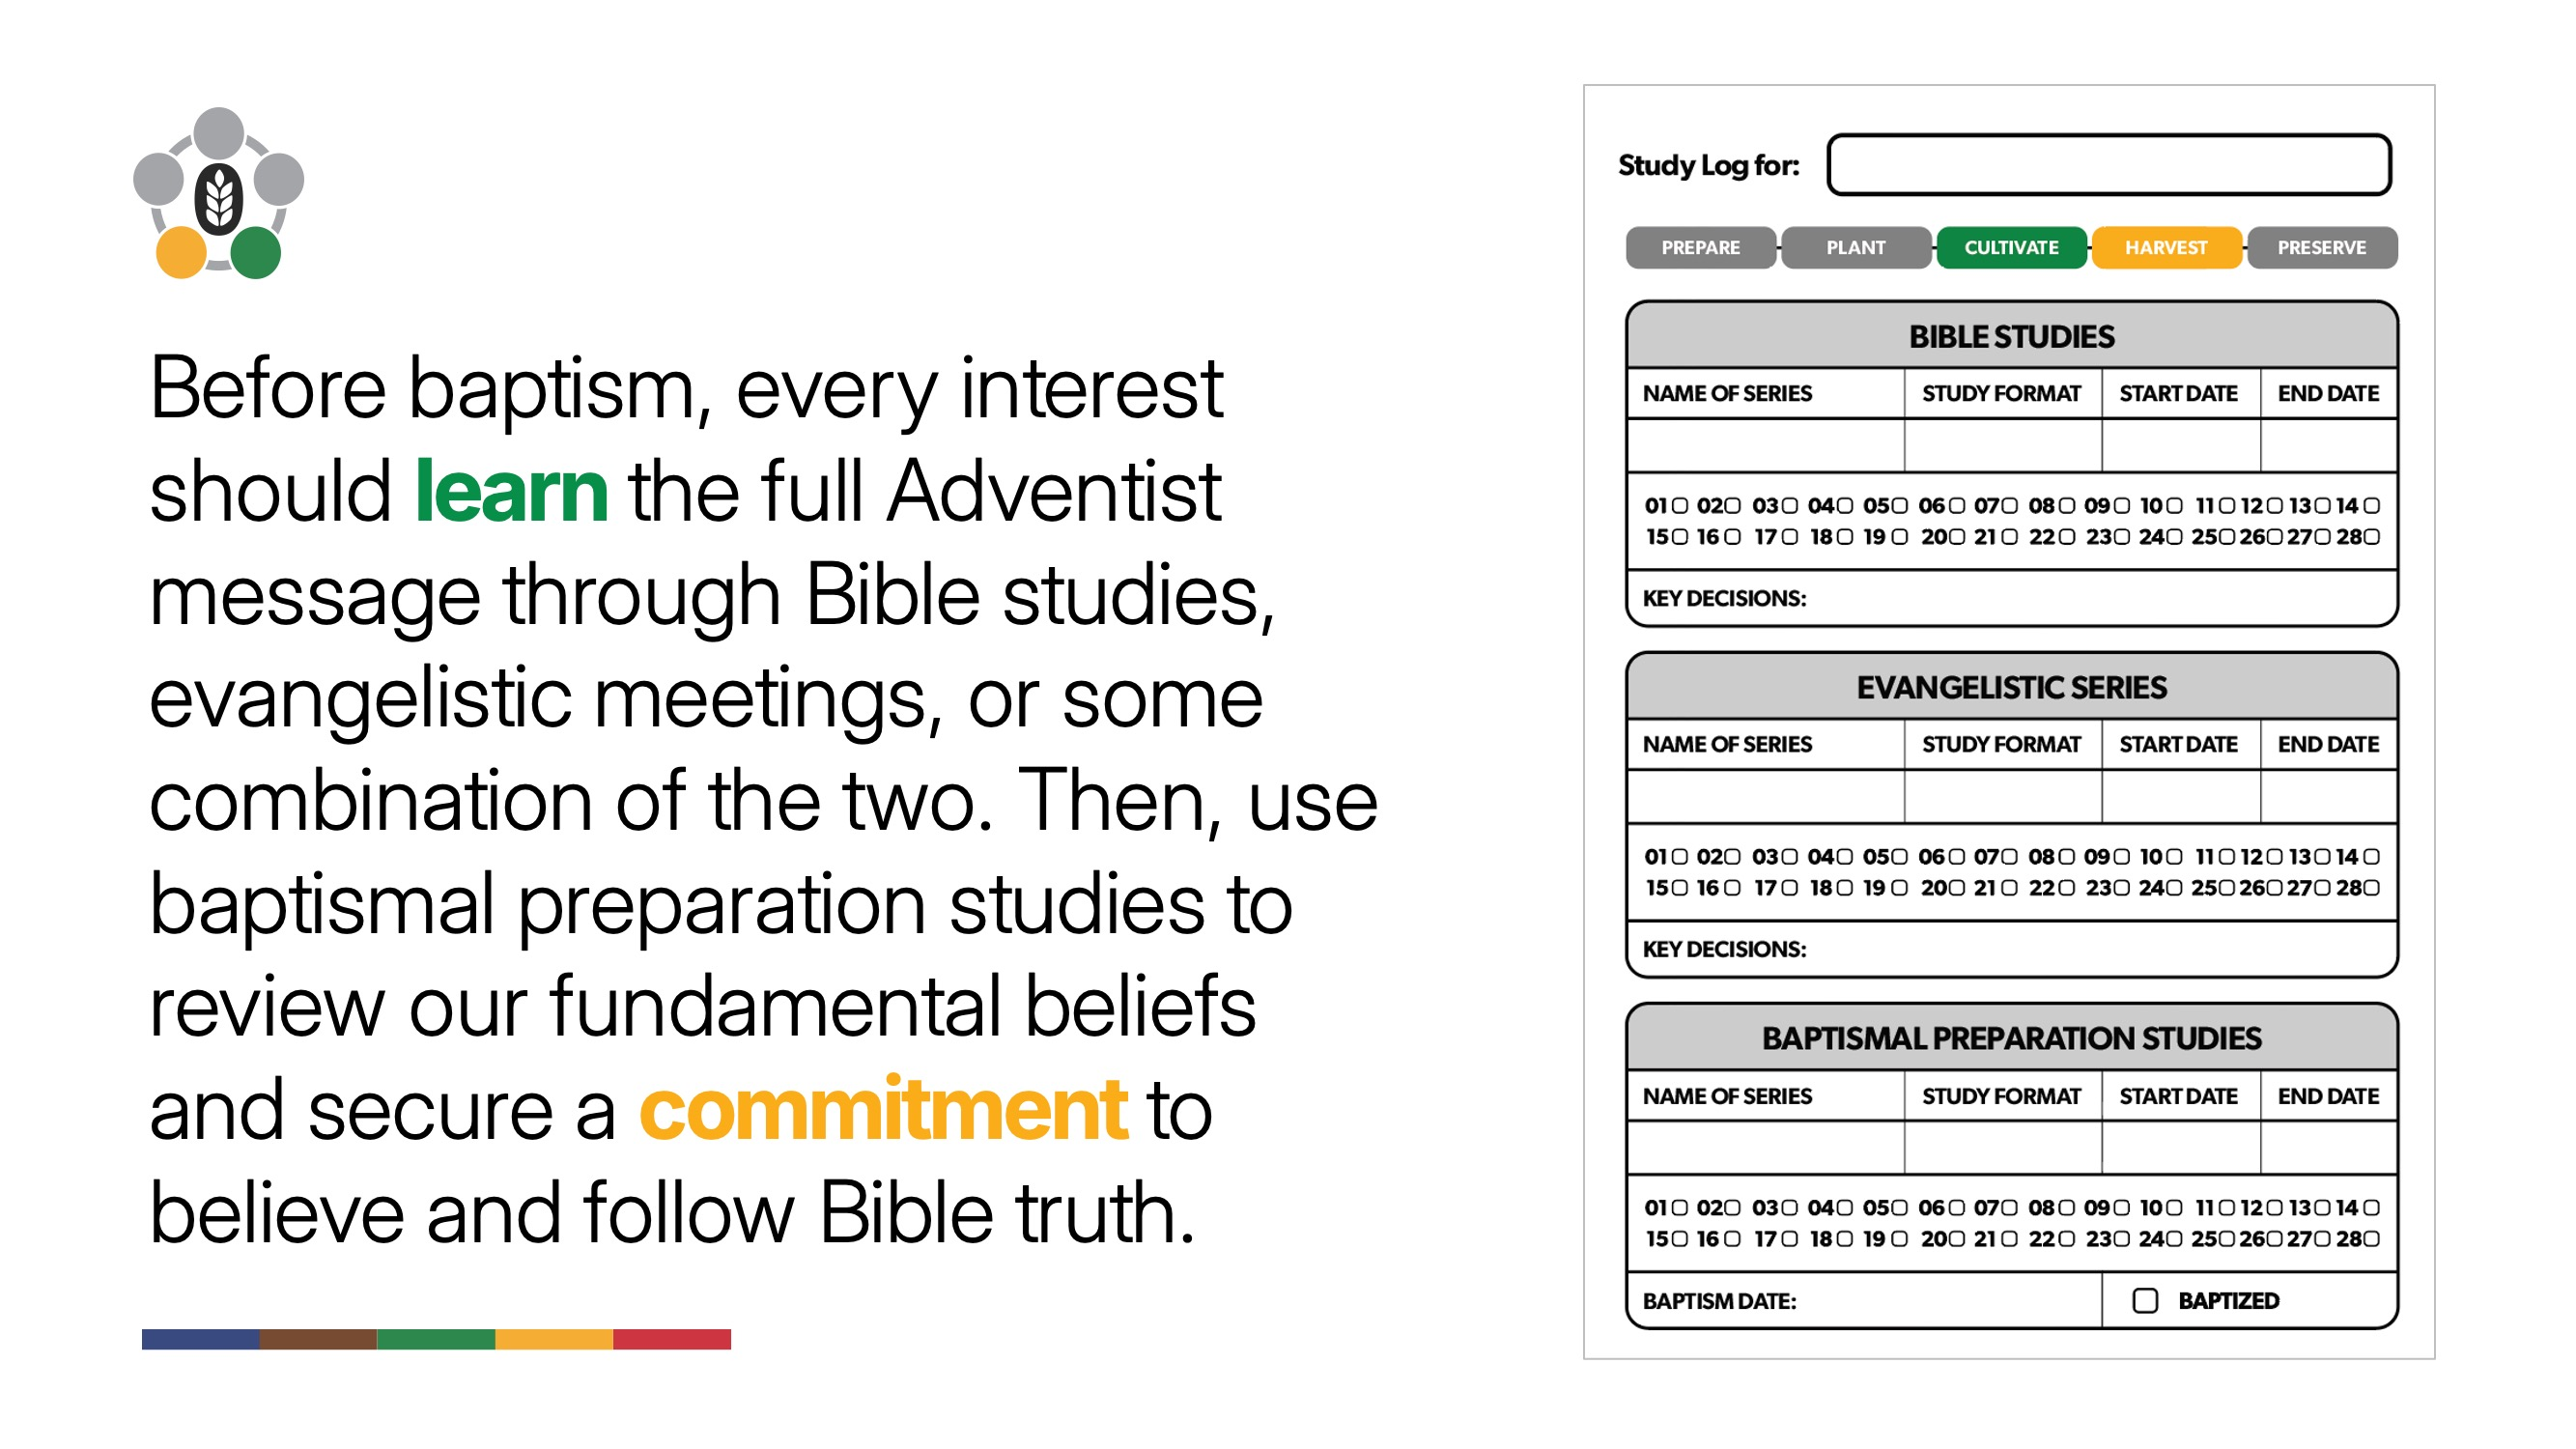 Before baptism, every interest
should learn the full Adventist
message through Bible studies,
evangelistic meetings, or some
combination of the two. Then, use
baptismal preparation studies to
review our fundamental beliefs
and secure a commitment to
believe and follow Bible truth.
Study Log for:
PREPARE PLANT CULTIVATE HARVEST PRESERVE
BIBLE STUDIES
NAME OF SERIES STUDY FORMAT START DATE END DATE
01 02 03 04 05 06 07 08 09 10 11 12 13 14
15 16 17 18 19 20 21 22 23 24 25 26 27 28
KEY DECISIONS:
EVANGELISTIC SERIES
NAME OF SERIES STUDY FORMAT START DATE END DATE
01 02 03 04 05 06 07 08 09 10 11 12 13 14
15 16 17 18 19 20 21 22 23 24 25 26 27 28
KEY DECISIONS:
BAPTISMAL PREPARATION STUDIES
NAME OF SERIES STUDY FORMAT START DATE END DATE
01 02 03 04 05 06 07 08 09 10 11 12 13 14
15 16 17 18 19 20 21 22 23 24 25 26 27 28
BAPTISM DATE: BAPTIZED